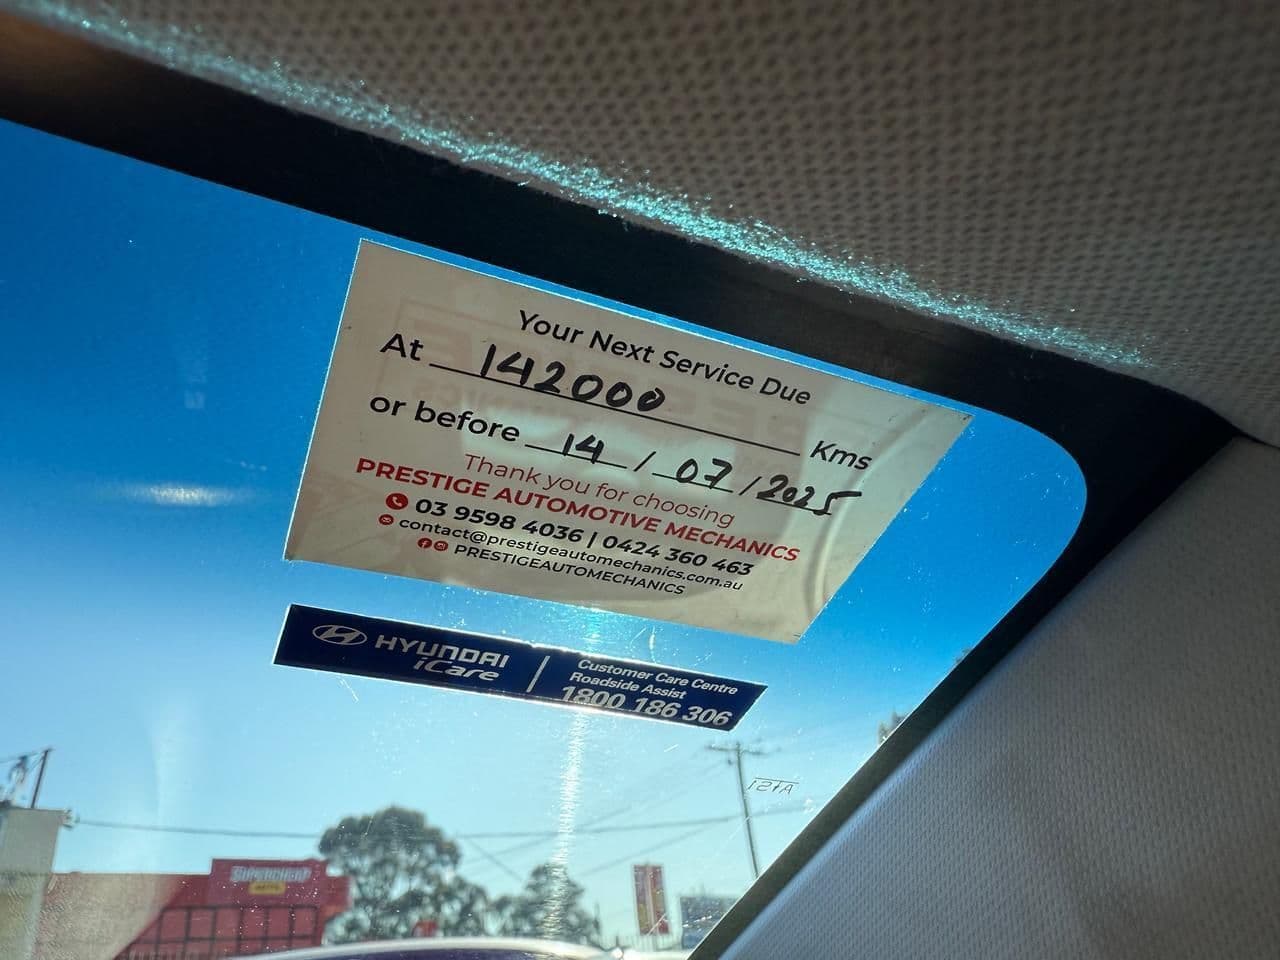 Your Next Service Due
At 142000 Kms
or before 14 / 07 / 2025
Thank you for choosing
PRESTIGE AUTOMOTIVE MECHANICS
03 9598 4036 | 0424 360 463
contact@prestigeautomechanics.com.au
PRESTIGEAUTOMECHANICS
HYUNDAI
iCare
Customer Care Centre
Roadside Assist
1800 186 306
SUPERCHEAP
AUTO